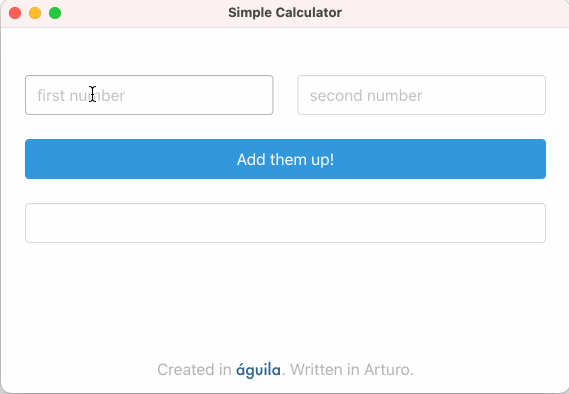 Simple Calculator
first number second number
Add them up!
Created in águila. Written in Arturo.